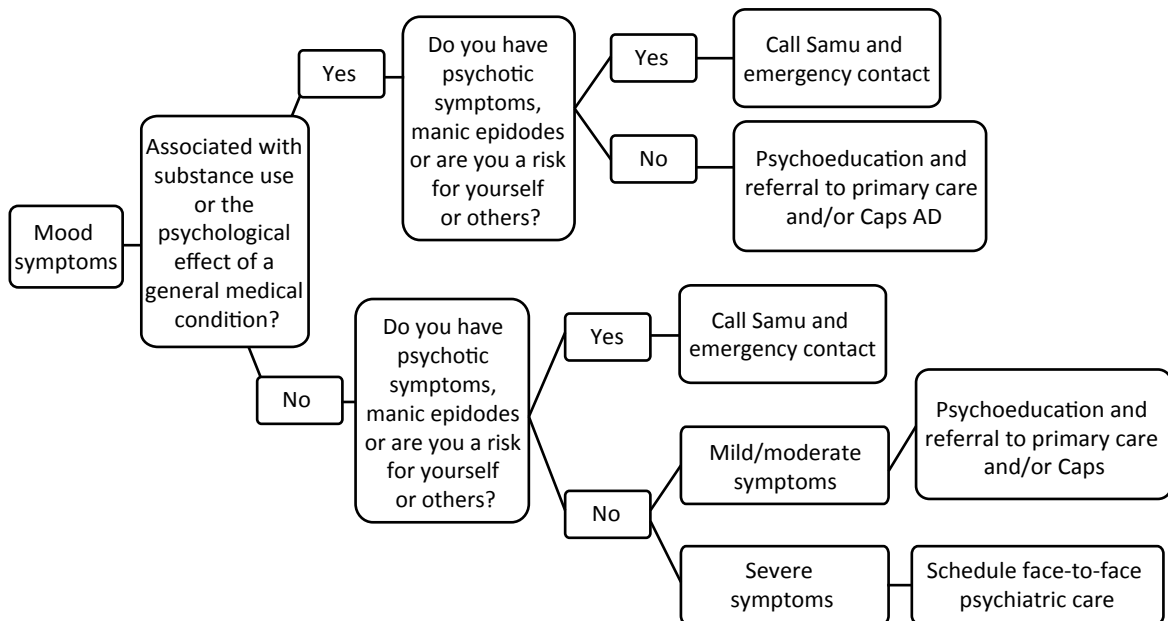 Mood
symptoms
Associated with
substance use
or the
psychological
effect of a
general medical
condition?
Yes
Do you have
psychotic
symptoms,
manic epidodes
or are you a risk
for yourself
or others?
Yes
Call Samu and
emergency contact
No
Psychoeducation and
referral to primary care
and/or Caps AD
No
Do you have
psychotic
symptoms,
manic epidodes
or are you a risk
for yourself
or others?
Yes
Call Samu and
emergency contact
No
Mild/moderate
symptoms
Psychoeducation and
referral to primary care
and/or Caps
Severe
symptoms
Schedule face-to-face
psychiatric care